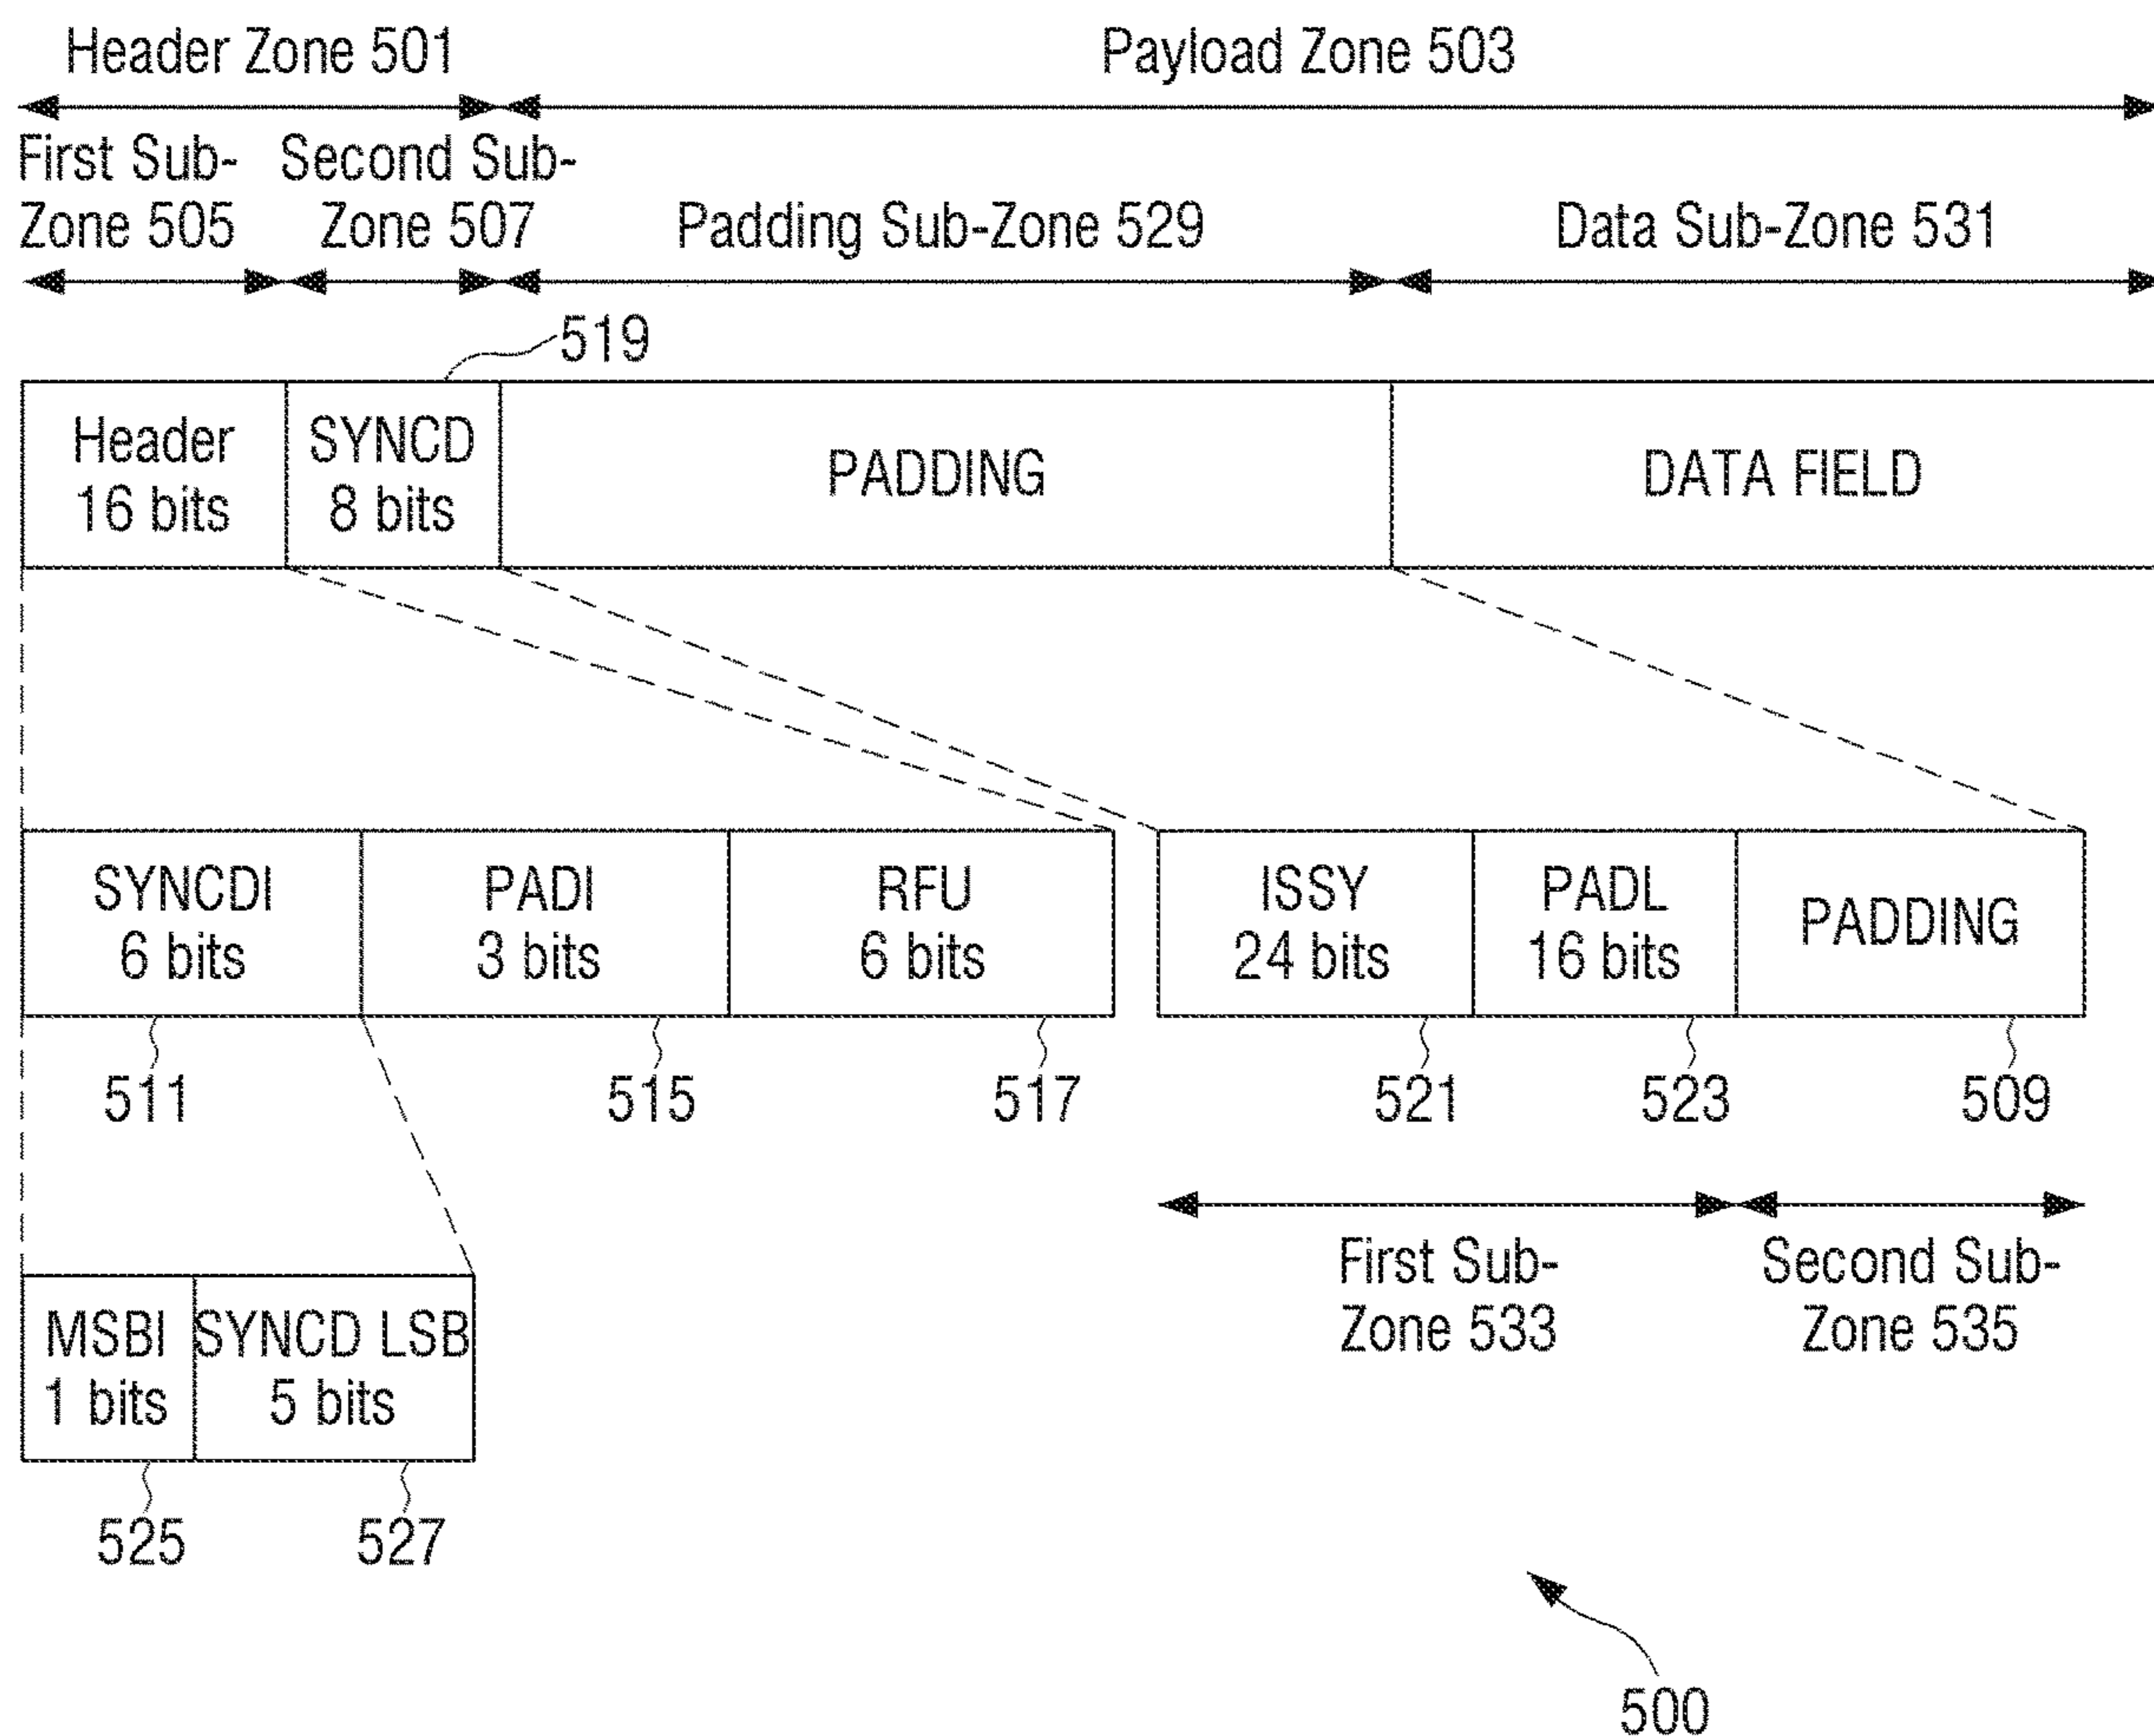 Header Zone 501
Payload Zone 503
First Sub-
Zone 505
Second Sub-
Zone 507
Padding Sub-Zone 529
Data Sub-Zone 531
519
Header
16 bits
SYNCD
8 bits
PADDING
DATA FIELD
SYNCDI
6 bits
PADI
3 bits
RFU
6 bits
ISSY
24 bits
PADL
16 bits
PADDING
511
515
517
521
523
509
First Sub-
Zone 533
Second Sub-
Zone 535
MSBI
1 bits
SYNCD LSB
5 bits
525
527
500